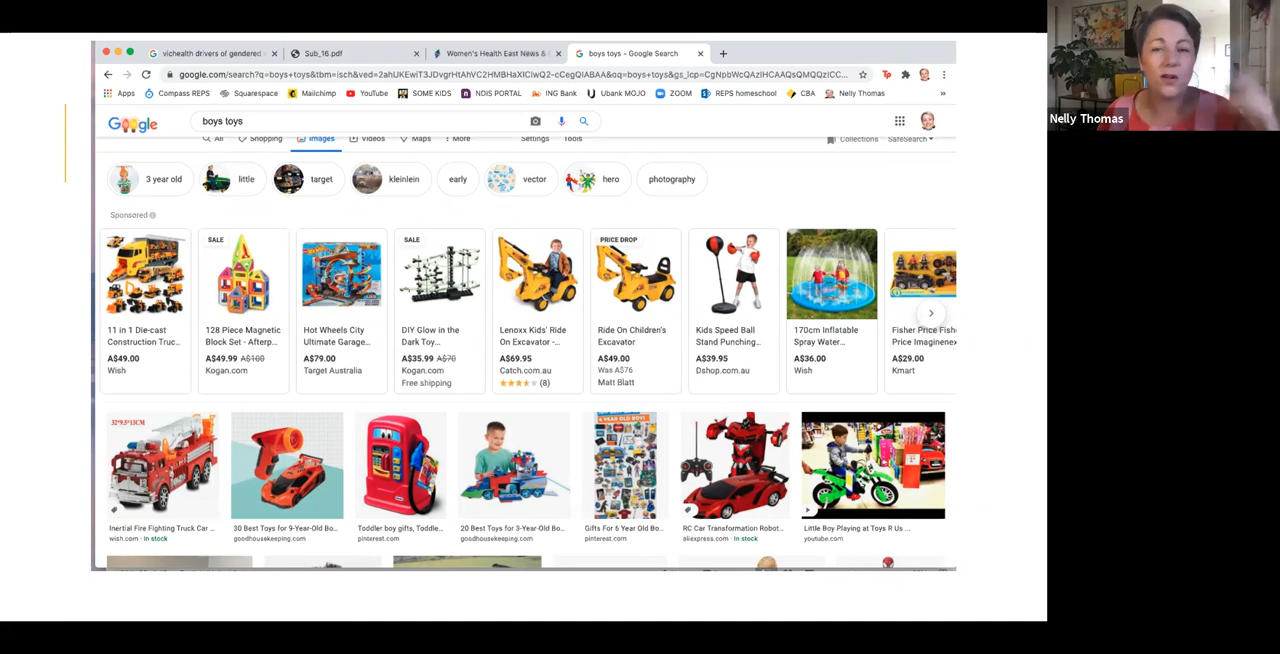 vichealth drivers of gendered
Sub_16.pdf
Women's Health East News &
boys toys - Google Search
google.com/search?q=boys+toys&tbm=isch&ved=2ahUKEwiT3JDvgrHtAhVC2HMBHaXICiwQ2-cCegQIABAA&oq=boys+toys&gs_lcp=CgNpbWcQAzIHCAAQsQMQQzICC...
Apps
Compass REPS
Squarespace
Mailchimp
YouTube
SOME KIDS
NDIS PORTAL
ING Bank
Ubank MOJO
ZOOM
REPS homeschool
CBA
Nelly Thomas
Google
boys toys
All
Shopping
Images
Videos
Maps
More
Settings
Tools
Collections
SafeSearch
3 year old
little
target
kleinlein
early
vector
hero
photography
Sponsored
11 in 1 Die-cast
Construction Truc...
A$49.00
Wish
SALE
128 Piece Magnetic
Block Set - Afterp...
A$49.99 A$100
Kogan.com
Hot Wheels City
Ultimate Garage...
A$79.00
Target Australia
SALE
DIY Glow in the
Dark Toy...
A$35.99 A$70
Kogan.com
Free shipping
Lenoxx Kids' Ride
On Excavator -...
A$69.95
Catch.com.au
(8)
PRICE DROP
Ride On Children's
Excavator
A$49.00
Was A$76
Matt Blatt
Kids Speed Ball
Stand Punching...
A$39.95
Dshop.com.au
170cm Inflatable
Spray Water...
A$36.00
Wish
Fisher Price Fishe
Price Imaginenex
A$29.00
Kmart
32*9.5*13CM
Inertial Fire Fighting Truck Car ...
wish.com · In stock
30 Best Toys for 9-Year-Old Bo...
goodhousekeeping.com
Toddler boy gifts, Toddle...
pinterest.com
20 Best Toys for 3-Year-Old Bo...
goodhousekeeping.com
Gifts For 6 Year Old Bo...
pinterest.com
RC Car Transformation Robot...
aliexpress.com · In stock
Little Boy Playing at Toys R Us ...
youtube.com
Nelly Thomas